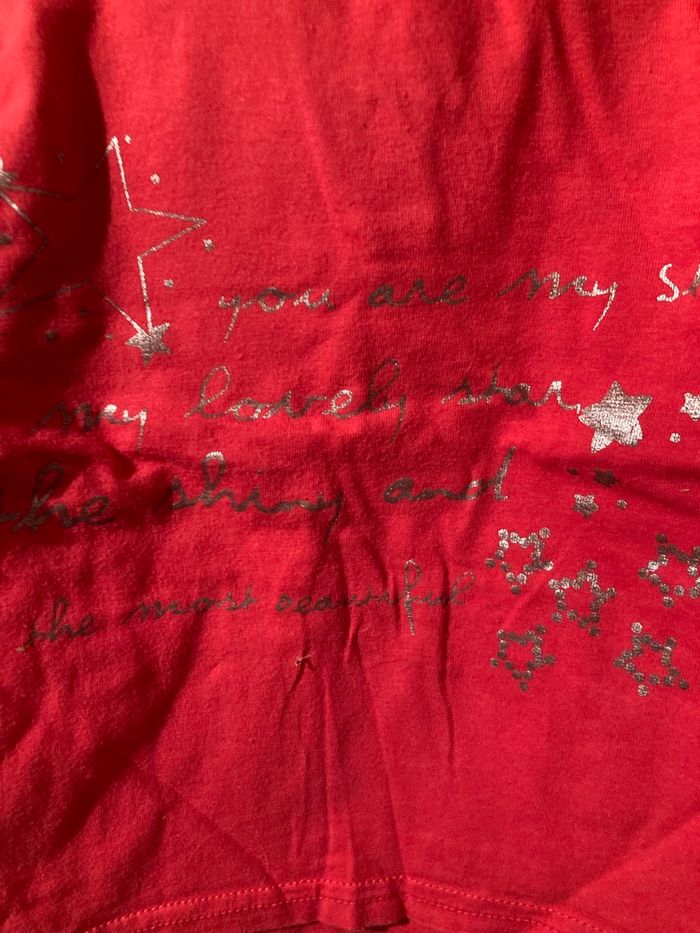 you are my
my lovely star
the shiny and
the most beautiful